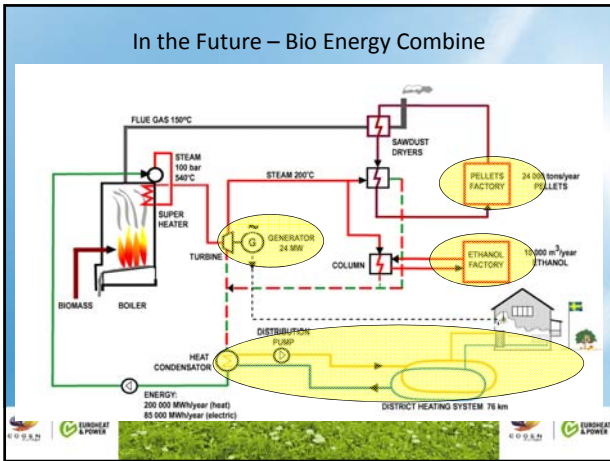 In the Future – Bio Energy Combine
FLUE GAS 150ºC
STEAM
100 bar
540ºC
SAWDUST
DRYERS
STEAM 200ºC
PELLETS
FACTORY
24 000 tons/year
PELLETS
SUPER
HEATER
GENERATOR
24 MW
G
TURBINE
COLUMN
ETHANOL
FACTORY
10 000 m³/year
ETHANOL
BIOMASS
BOILER
DISTRIBUTION
PUMP
HEAT
CONDENSATOR
ENERGY:
200 000 MWh/year (heat)
85 000 MWh/year (electric)
DISTRICT HEATING SYSTEM 76 km
COGEN
EUROHEAT
& POWER
COGEN
EUROHEAT
& POWER